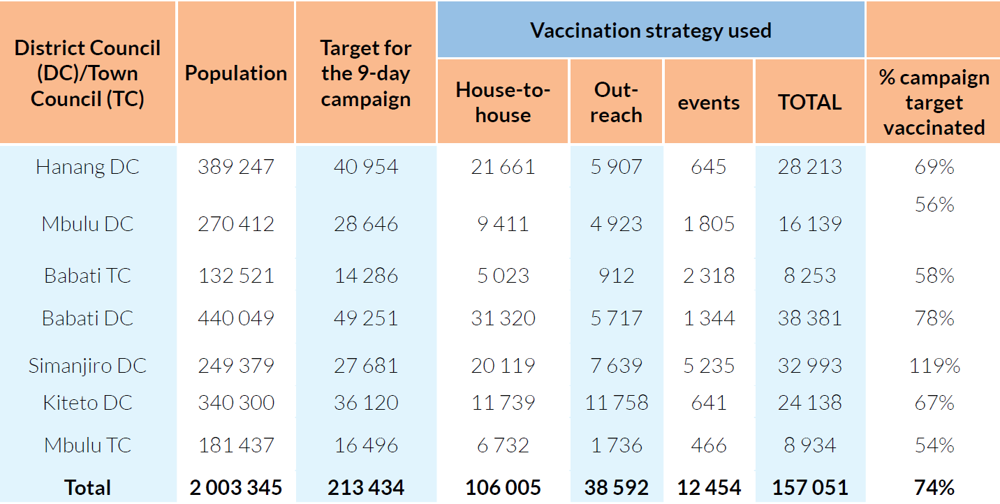 Vaccination strategy used
District Council
(DC)/Town
Council (TC)
Population
Target for
the 9-day
campaign
House-to-
house
Out-
reach
events
TOTAL
% campaign
target
vaccinated
Hanang DC 389 247 40 954 21 661 5 907 645 28 213 69%
Mbulu DC 270 412 28 646 9 411 4 923 1 805 16 139 56%
Babati TC 132 521 14 286 5 023 912 2 318 8 253 58%
Babati DC 440 049 49 251 31 320 5 717 1 344 38 381 78%
Simanjiro DC 249 379 27 681 20 119 7 639 5 235 32 993 119%
Kiteto DC 340 300 36 120 11 739 11 758 641 24 138 67%
Mbulu TC 181 437 16 496 6 732 1 736 466 8 934 54%
Total 2 003 345 213 434 106 005 38 592 12 454 157 051 74%